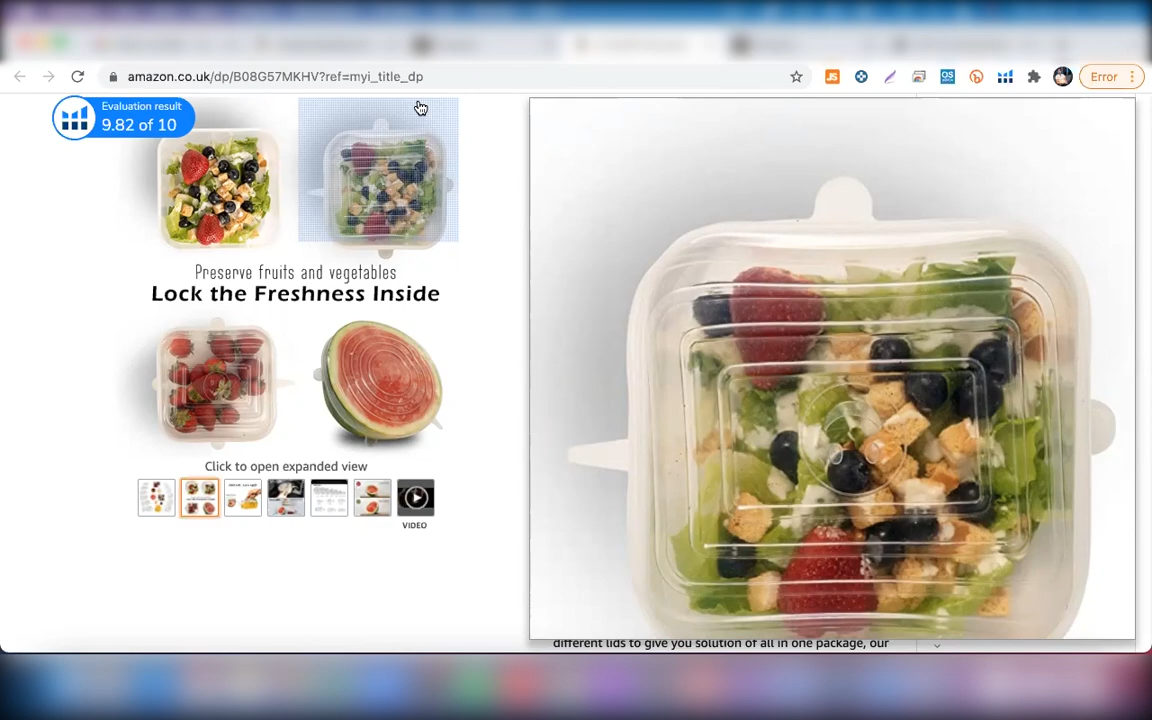 amazon.co.uk/dp/B08G57MKHV?ref=myi_title_dp
JS
OS
Error
Evaluation result
9.82 of 10
Preserve fruits and vegetables
Lock the Freshness Inside
Click to open expanded view
VIDEO
different lids to give you solution of all in one package, our